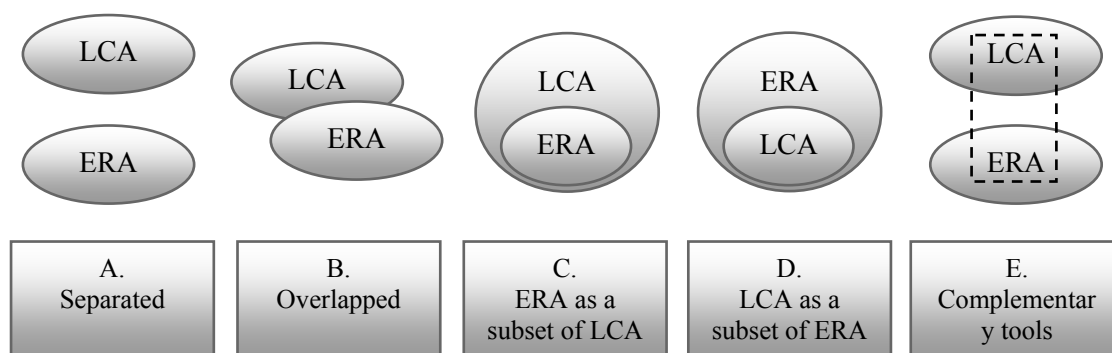 LCA
ERA
LCA
ERA
LCA
ERA
ERA
LCA
LCA
ERA
A.
Separated
B.
Overlapped
C.
ERA as a
subset of LCA
D.
LCA as a
subset of ERA
E.
Complementar
y tools